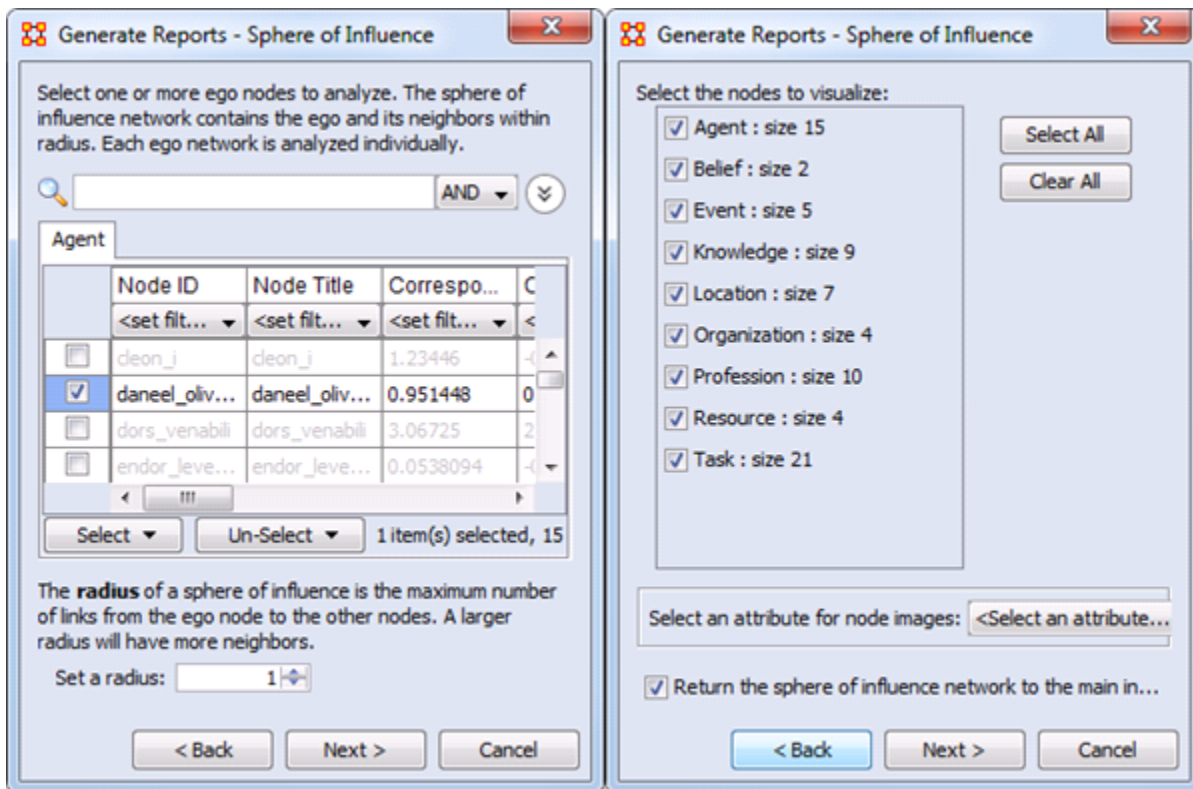 Generate Reports - Sphere of Influence
Select one or more ego nodes to analyze. The sphere of
influence network contains the ego and its neighbors within
radius. Each ego network is analyzed individually.
AND
Agent
Node ID Node Title Correspo... C
<set filt... <set filt... <set filt... <
cleon_i cleon_i 1.23446 -0
daneel_oliv... daneel_oliv... 0.951448 0
dors_venabili dors_venabili 3.06725 2
endor_leve... endor_leve... 0.0538094 -0
Select Un-Select 1 item(s) selected, 15
The radius of a sphere of influence is the maximum number
of links from the ego node to the other nodes. A larger
radius will have more neighbors.
Set a radius: 1
< Back Next > Cancel
Generate Reports - Sphere of Influence
Select the nodes to visualize:
Agent : size 15
Belief : size 2
Event : size 5
Knowledge : size 9
Location : size 7
Organization : size 4
Profession : size 10
Resource : size 4
Task : size 21
Select All
Clear All
Select an attribute for node images: <Select an attribute...
Return the sphere of influence network to the main in...
< Back Next > Cancel